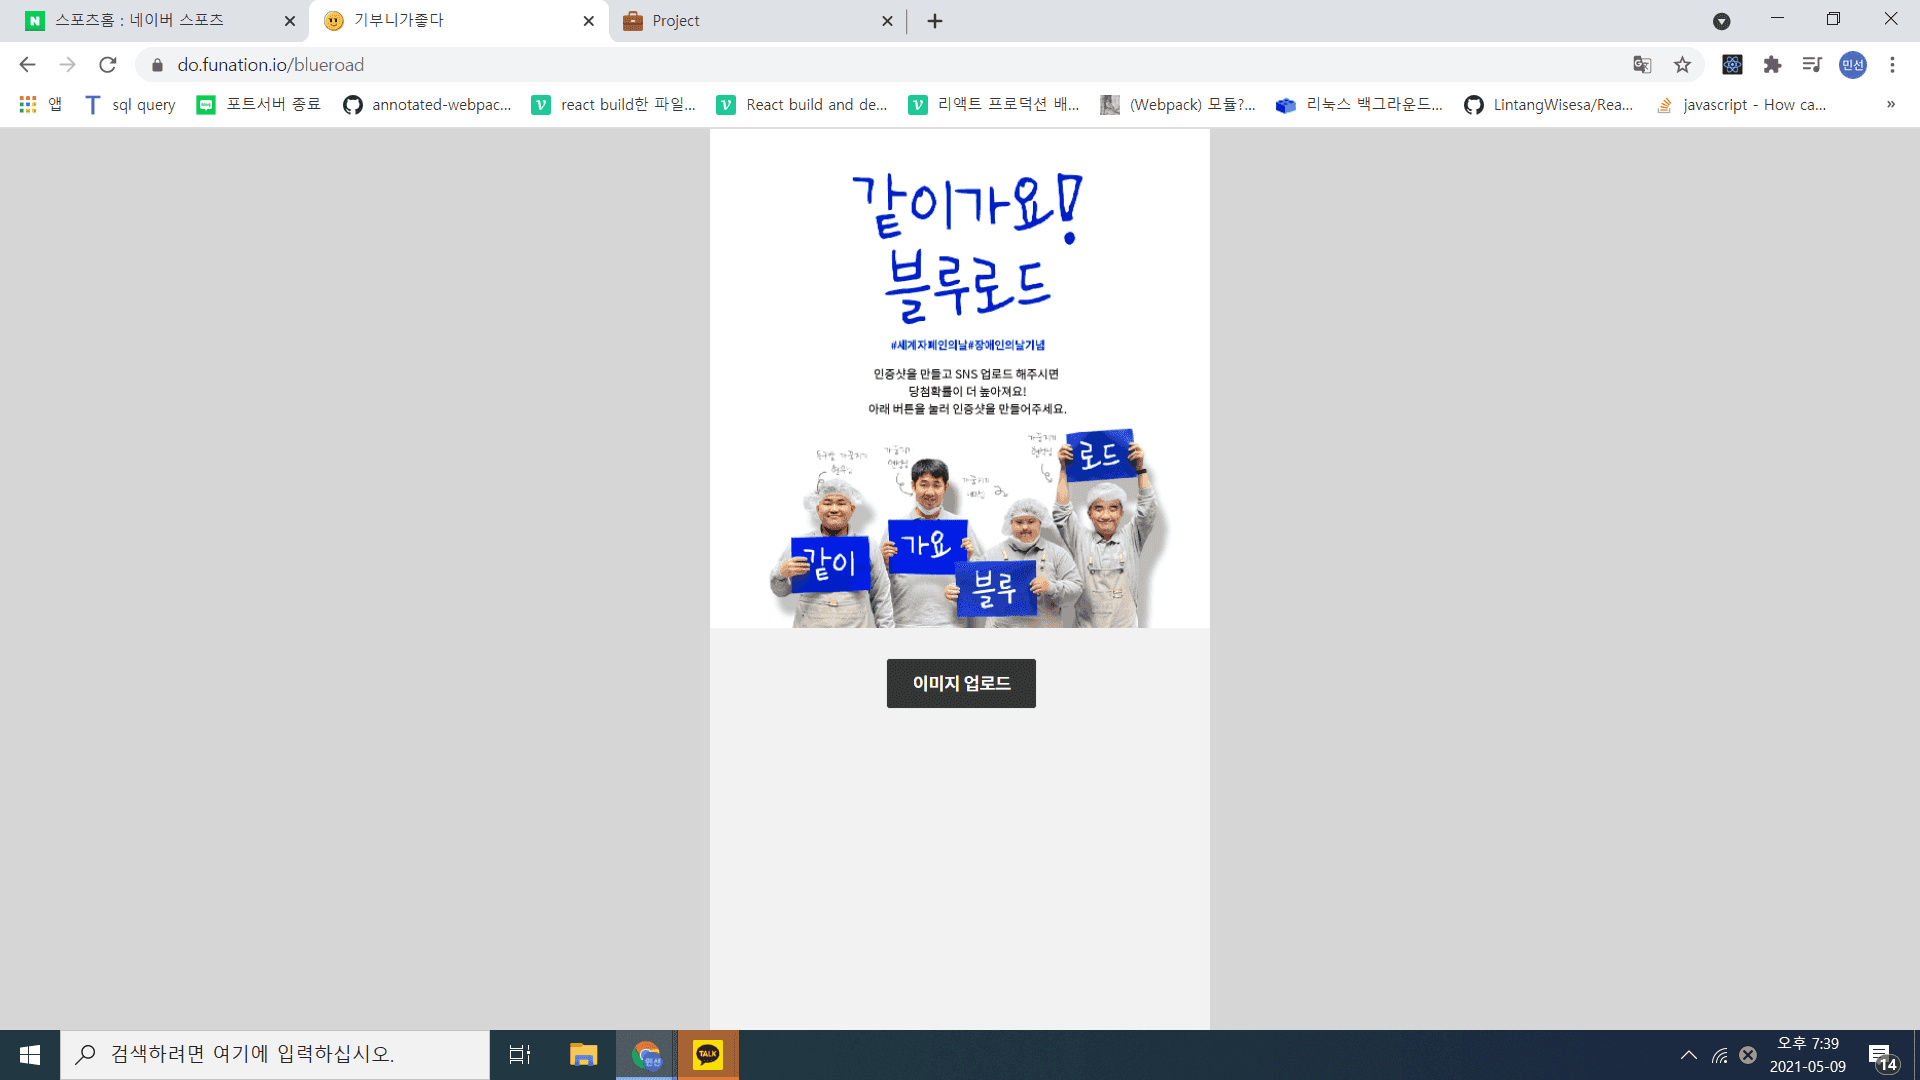 스포츠홈 : 네이버 스포츠
기부니가좋다
Project
do.funation.io/blueroad
민선
앱
sql query
포트서버 종료
annotated-webpac...
react build한 파일...
React build and de...
리액트 프로덕션 배...
(Webpack) 모듈?...
리눅스 백그라운드...
LintangWisesa/Rea...
javascript - How ca...
»
같이가요!
블루로드
#세계자폐인의날#장애인의날기념
인증샷을 만들고 SNS 업로드 해주시면
당첨확률이 더 높아져요!
아래 버튼을 눌러 인증샷을 만들어주세요.
로드
가요
같이
블루
이미지 업로드
검색하려면 여기에 입력하십시오.
민선
TALK
오후 7:39
2021-05-09
14